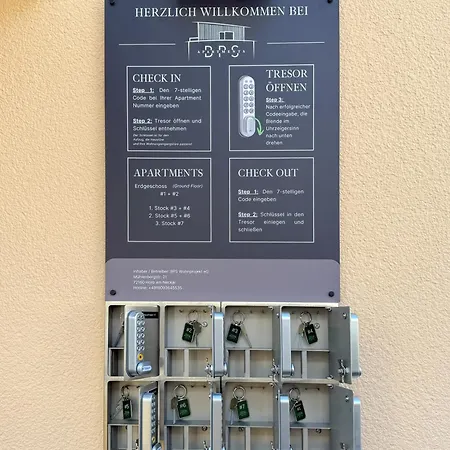 HERZLICH WILLKOMMEN BEI
BPS
APARTMENTS
CHECK IN
Step 1: Den 7-stelligen
Code bei Ihrer Apartment
Nummer eingeben
Step 2: Tresor öffnen und
Schlüssel entnehmen
TRESOR
ÖFFNEN
Step 3:
Nach erfolgreicher
Codeeingabe, die
Blende im
Uhrzeigersinn
nach unten
drehen
APARTMENTS
Erdgeschoss (Ground Floor)
#1 + #2
1. Stock #3 + #4
2. Stock #5 + #6
3. Stock #7
CHECK OUT
Step 1: Den 7-stelligen
Code eingeben
Step 2: Schlüssel in den
Tresor einlegen und
schließen